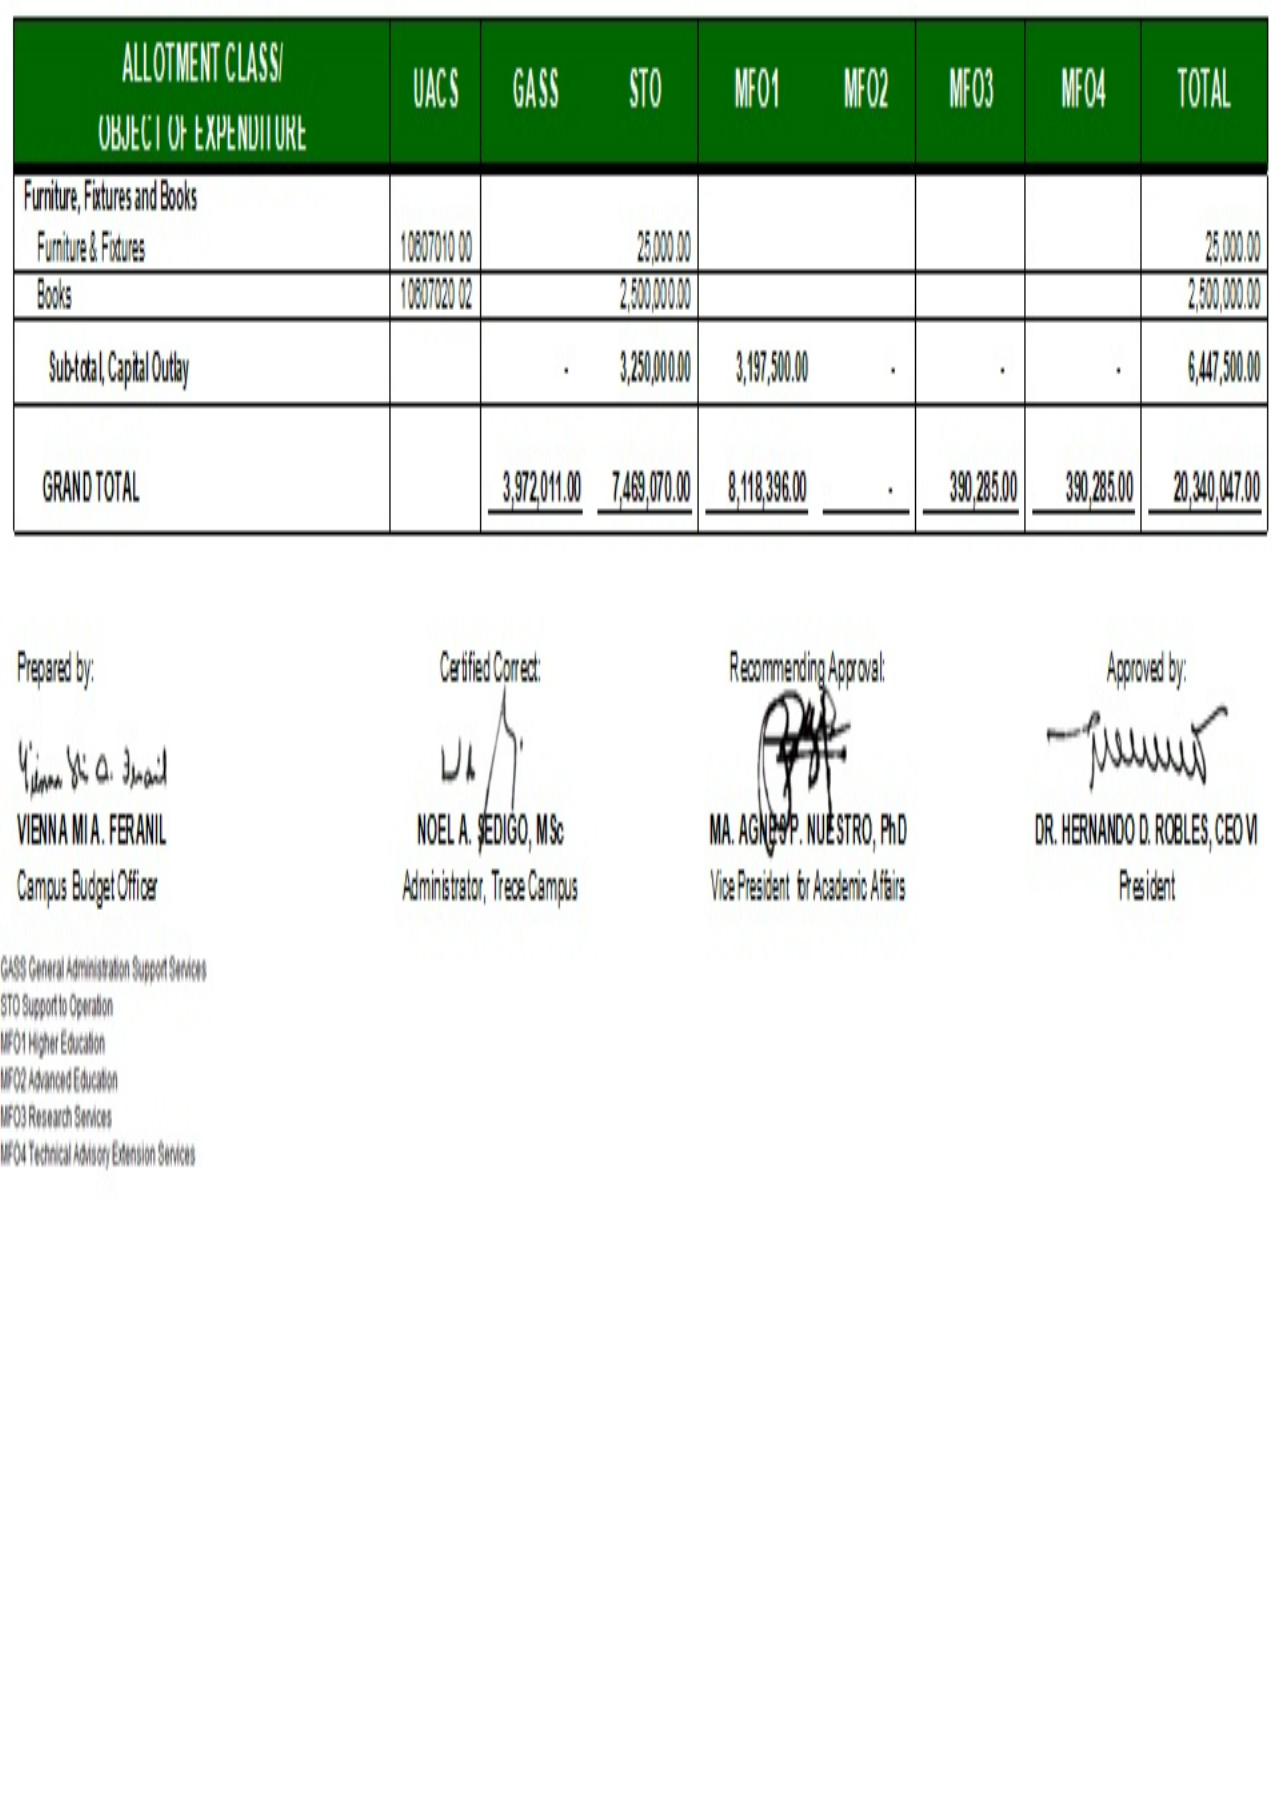 ALLOTMENT CLASS/
OBJECT OF EXPENDITURE UACS GASS STO MFO1 MFO2 MFO3 MFO4 TOTAL
Furniture, Fixtures and Books
Furniture & Fixtures 10607010 00 25,000.00 25,000.00
Books 10607020 02 2,500,000.00 2,500,000.00
Sub-total, Capital Outlay - 3,250,000.00 3,197,500.00 - - - 6,447,500.00
GRAND TOTAL 3,972,011.00 7,469,070.00 8,118,396.00 - 390,285.00 390,285.00 20,340,047.00
Prepared by: Certified Correct: Recommending Approval: Approved by:
VIENNA MI A. FERANIL NOEL A. SEDIGO, MSc MA. AGNES P. NUESTRO, PhD DR. HERNANDO D. ROBLES, CEO VI
Campus Budget Officer Administrator, Trece Campus Vice President for Academic Affairs President
GASS General Administration Support Services
STO Support to Operation
MFO1 Higher Education
MFO2 Advanced Education
MFO3 Research Services
MFO4 Technical Advisory Extension Services